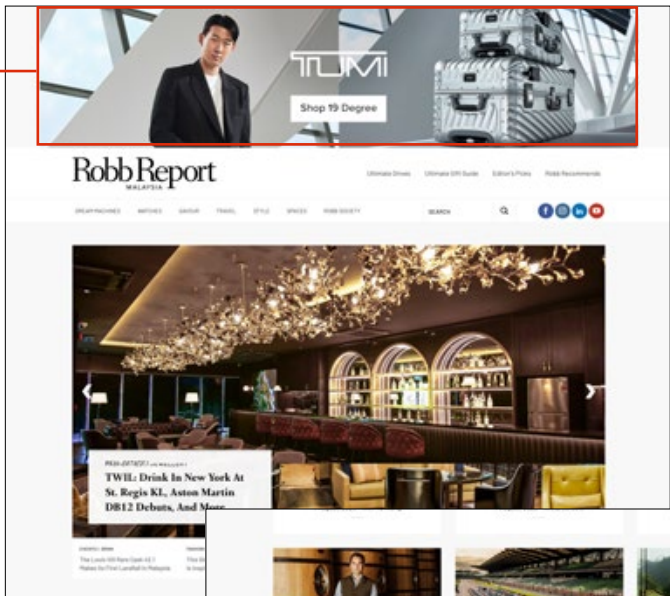 TUMI
Shop 19 Degree
Robb Report
MALAYSIA
Ultimate Drives Ultimate Gift Guide Editor's Picks Robb Recommends
DREAM MACHINES WATCHES SAVOUR TRAVEL STYLE SPACES ROBB SOCIETY SEARCH
TWIL: Drink In New York At
St. Regis KL, Aston Martin
DB12 Debuts, And More